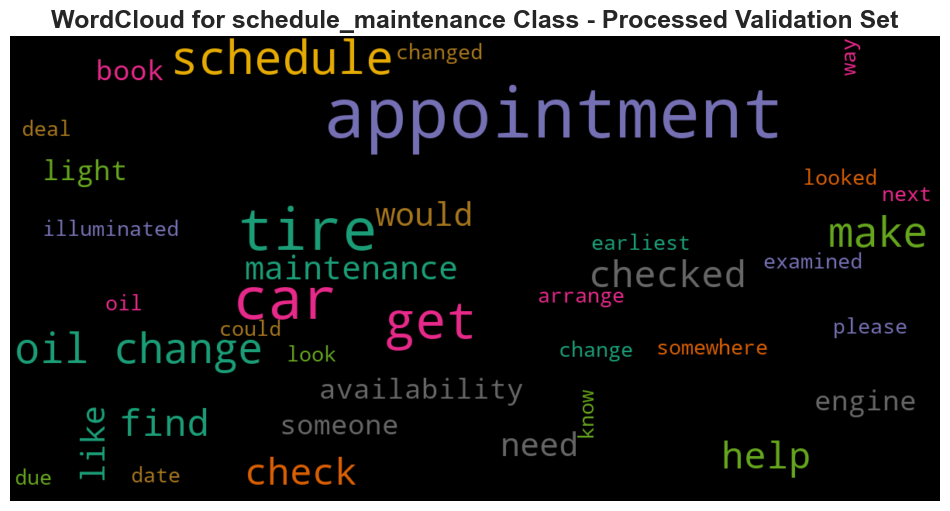 WordCloud for schedule_maintenance Class - Processed Validation Set
schedule
changed
way
book
appointment
deal
light
looked
next
would
illuminated
tire
make
earliest
maintenance
checked
examined
car
arrange
oil
get
could
please
oil change
look
change
somewhere
availability
know
engine
like
find
someone
need
help
check
due
date